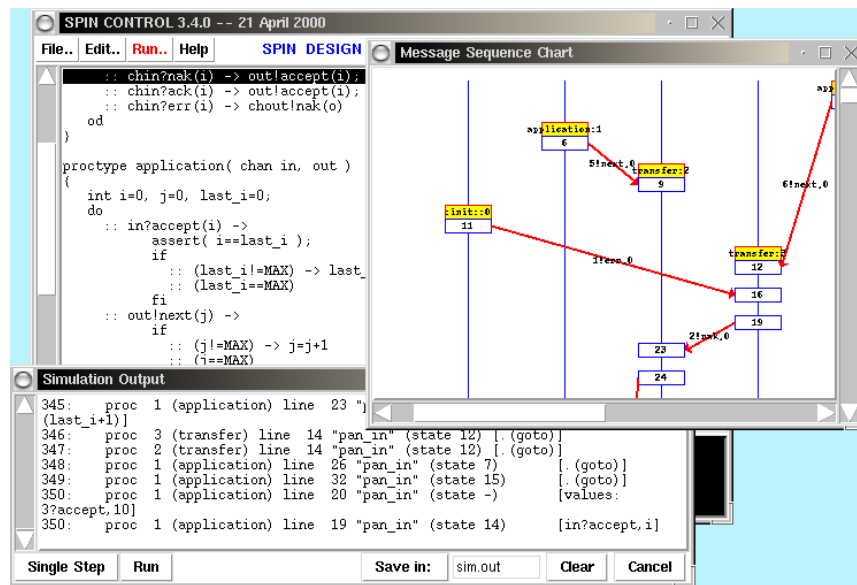 SPIN CONTROL 3.4.0 -- 21 April 2000
File.. Edit.. Run.. Help SPIN DESIGN
:: chin?nak(i) -> out!accept(i);
:: chin?ack(i) -> out!accept(i);
:: chin?err(i) -> chout!nak(o)
od
}
proctype application( chan in, out )
{
int i=0, j=0, last_i=0;
do
:: in?accept(i) ->
assert( i==last_i );
if
:: (last_i!=MAX) -> last_
:: (last_i==MAX)
fi
:: out!next(j) ->
if
:: (j!=MAX) -> j=j+1
:: (j==MAX)
Message Sequence Chart
app
application:1
6
5!next,0
transfer:2
9
6!next,0
:init::0
11
1!err,0
transfer:3
12
16
19
2!nak,0
23
24
Simulation Output
345: proc 1 (application) line 23 "p
(last_i+1)]
346: proc 3 (transfer) line 14 "pan_in" (state 12) [.(goto)]
347: proc 2 (transfer) line 14 "pan_in" (state 12) [.(goto)]
348: proc 1 (application) line 26 "pan_in" (state 7) [.(goto)]
349: proc 1 (application) line 32 "pan_in" (state 15) [.(goto)]
350: proc 1 (application) line 20 "pan_in" (state -) [values:
3?accept,10]
350: proc 1 (application) line 19 "pan_in" (state 14) [in?accept,i]
Single Step Run Save in: sim.out Clear Cancel